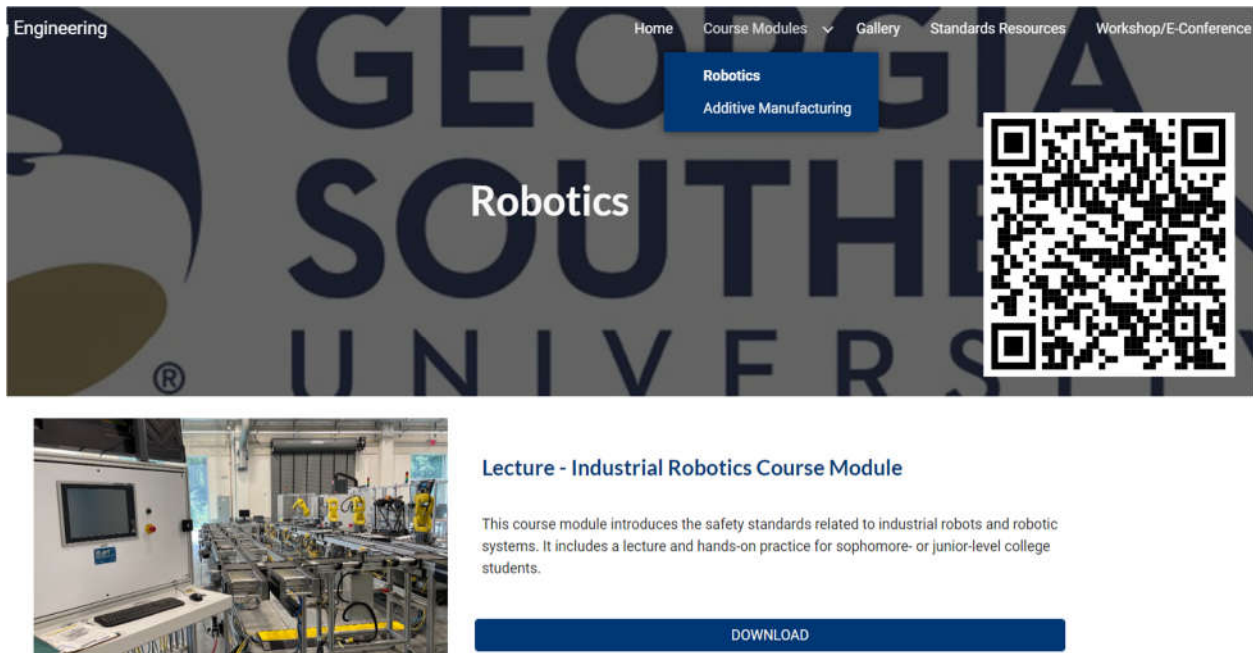 Engineering
Home Course Modules Gallery Standards Resources Workshop/E-Conference
Robotics
Additive Manufacturing
GEORGIA
SOUTHE
UNIVERSITY
®
Robotics
Lecture - Industrial Robotics Course Module
This course module introduces the safety standards related to industrial robots and robotic
systems. It includes a lecture and hands-on practice for sophomore- or junior-level college
students.
DOWNLOAD